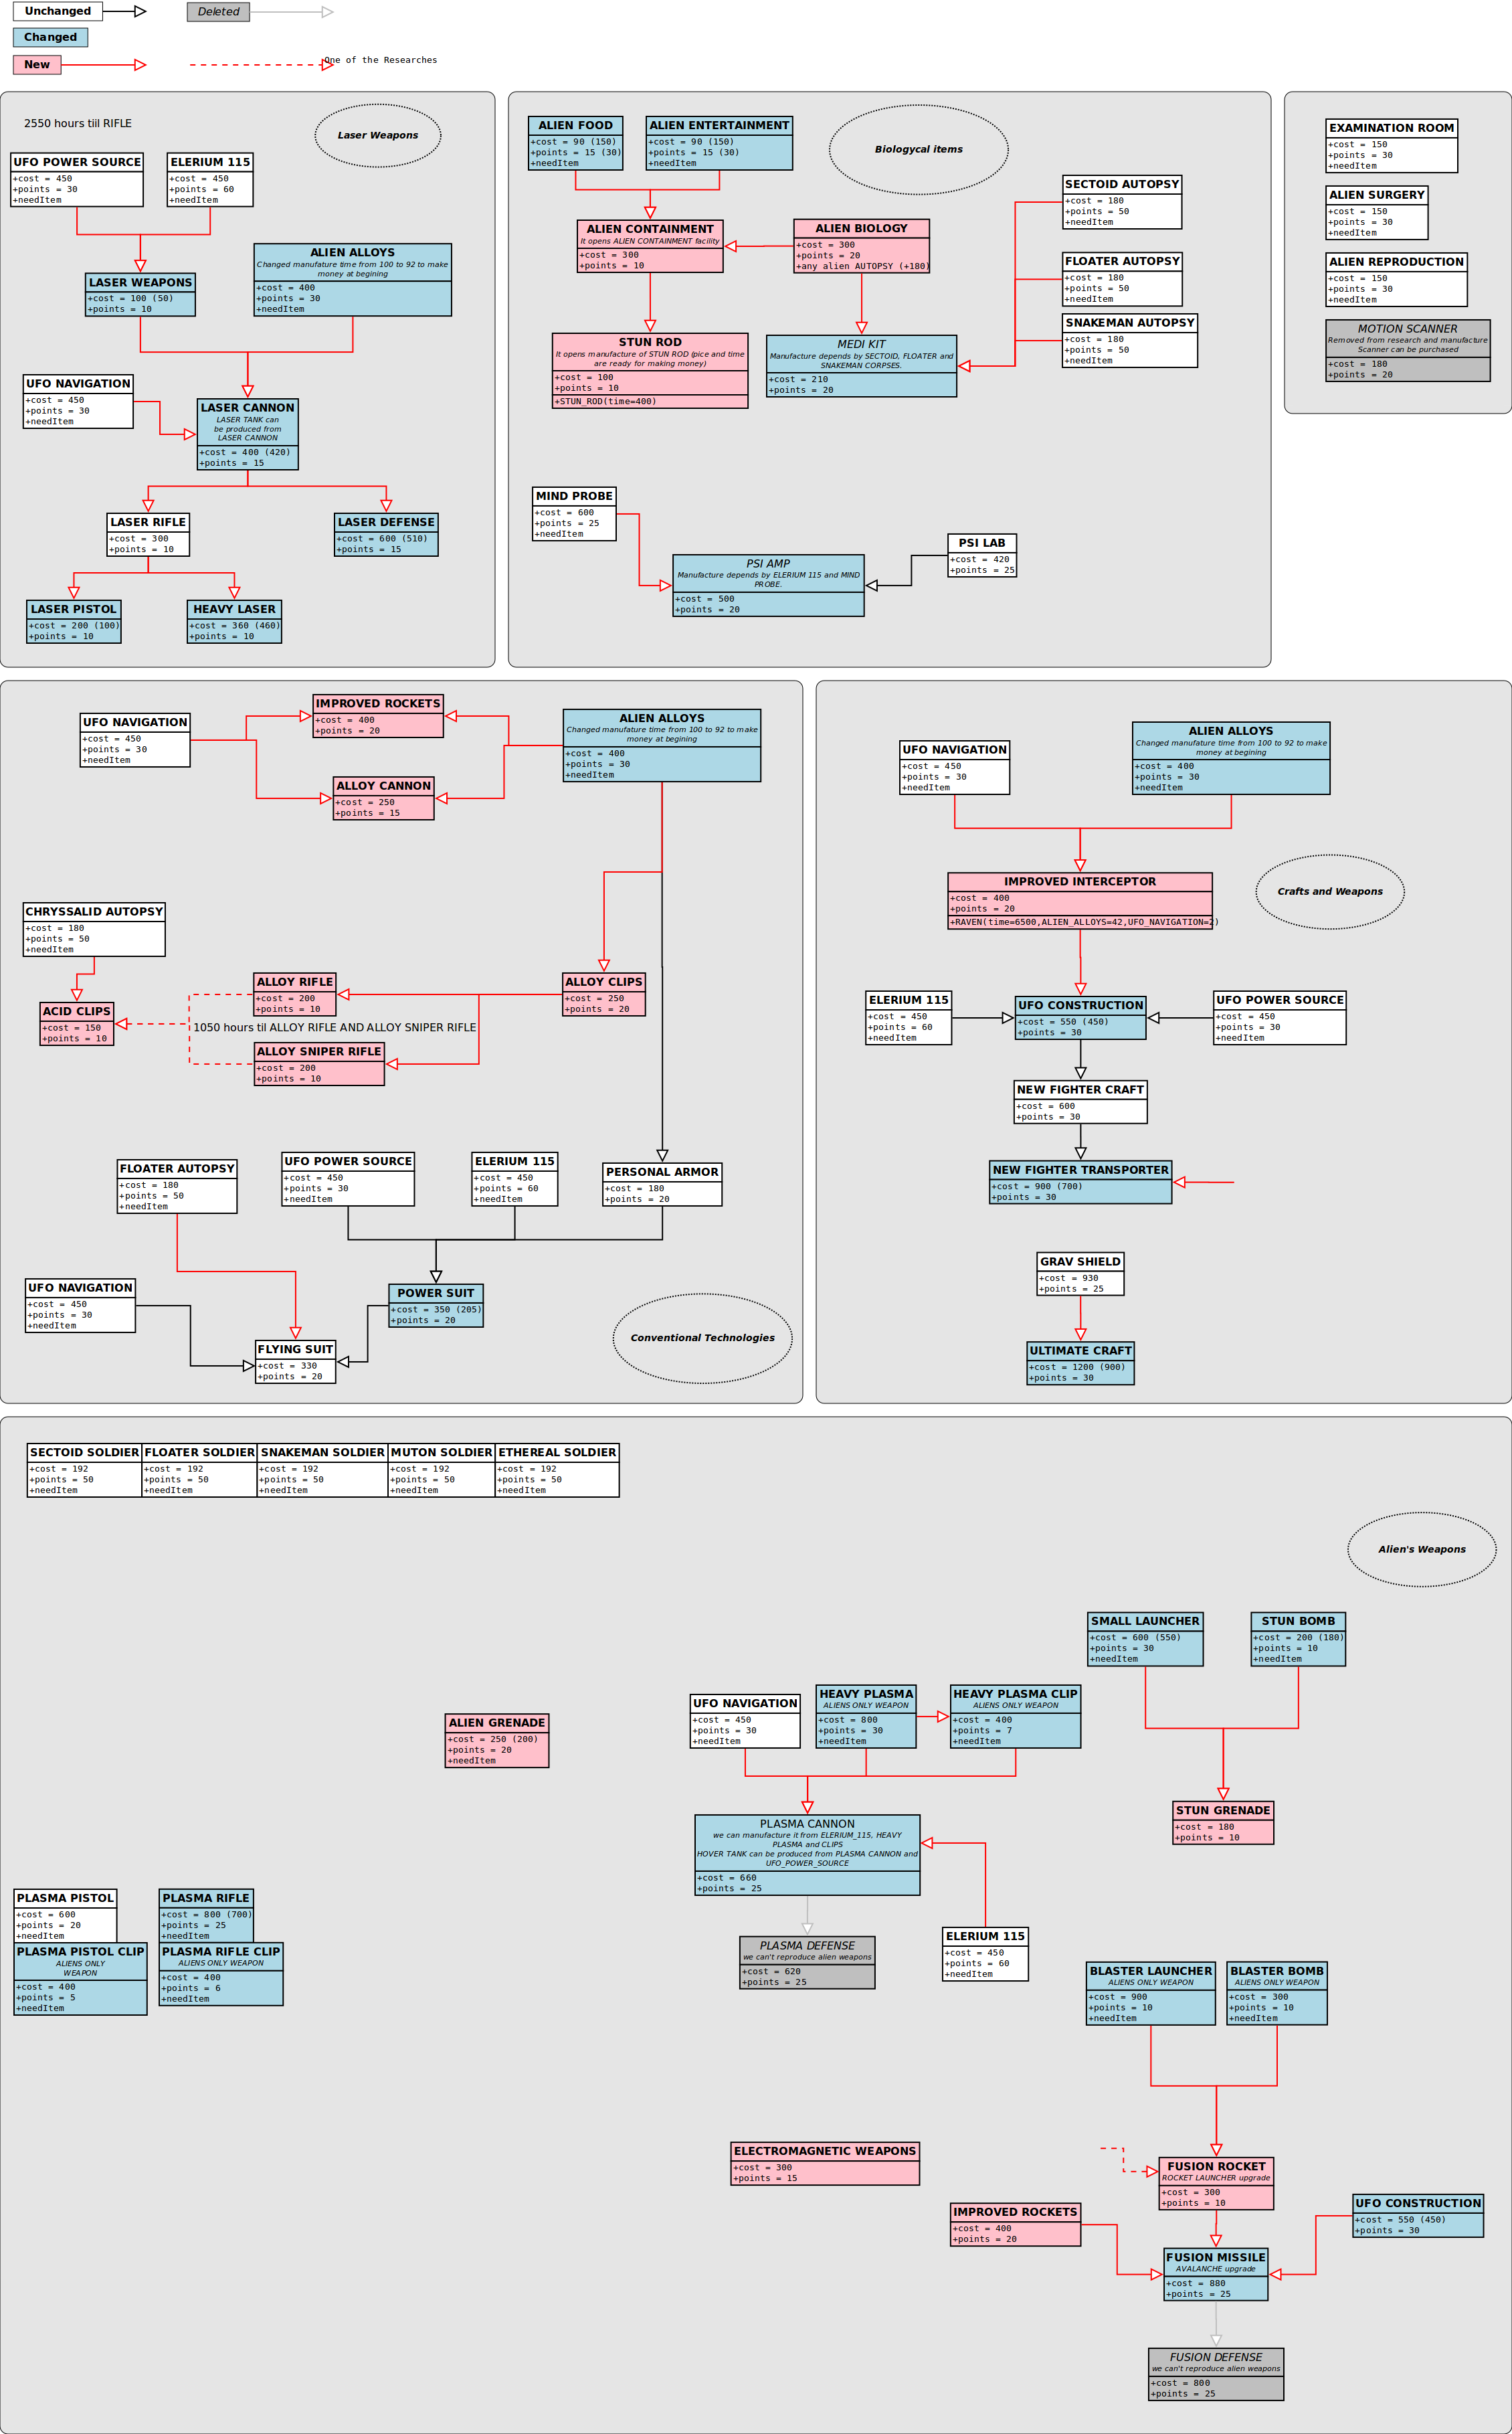 Unchanged
Deleted
Changed
New
One of the Researches
2550 hours tiil RIFLE
Laser Weapons
UFO POWER SOURCE
+cost = 450
+points = 30
+needItem
ELERIUM 115
+cost = 450
+points = 60
+needItem
ALIEN ALLOYS
Changed manufature time from 100 to 92 to make
money at begining
+cost = 400
+points = 30
+needItem
LASER WEAPONS
+cost = 100 (50)
+points = 10
UFO NAVIGATION
+cost = 450
+points = 30
+needItem
LASER CANNON
LASER TANK can
be produced from
LASER CANNON
+cost = 400 (420)
+points = 15
LASER RIFLE
+cost = 300
+points = 10
LASER DEFENSE
+cost = 600 (510)
+points = 15
LASER PISTOL
+cost = 200 (100)
+points = 10
HEAVY LASER
+cost = 360 (460)
+points = 10
ALIEN FOOD
+cost = 90 (150)
+points = 15 (30)
+needItem
ALIEN ENTERTAINMENT
+cost = 90 (150)
+points = 15 (30)
+needItem
Biologycal items
ALIEN CONTAINMENT
It opens ALIEN CONTAINMENT facility
+cost = 300
+points = 10
ALIEN BIOLOGY
+cost = 300
+points = 20
+any alien AUTOPSY (+180)
SECTOID AUTOPSY
+cost = 180
+points = 50
+needItem
FLOATER AUTOPSY
+cost = 180
+points = 50
+needItem
SNAKEMAN AUTOPSY
+cost = 180
+points = 50
+needItem
STUN ROD
It opens manufacture of STUN ROD (pice and time
are ready for making money)
+cost = 100
+points = 10
+STUN_ROD(time=400)
MEDI KIT
Manufacture depends by SECTOID, FLOATER and
SNAKEMAN CORPSES.
+cost = 210
+points = 20
MIND PROBE
+cost = 600
+points = 25
+needItem
PSI AMP
Manufacture depends by ELERIUM 115 and MIND
PROBE.
+cost = 500
+points = 20
PSI LAB
+cost = 420
+points = 25
EXAMINATION ROOM
+cost = 150
+points = 30
+needItem
ALIEN SURGERY
+cost = 150
+points = 30
+needItem
ALIEN REPRODUCTION
+cost = 150
+points = 30
+needItem
MOTION SCANNER
Removed from research and manufacture
Scanner can be purchased
+cost = 180
+points = 20
UFO NAVIGATION
+cost = 450
+points = 30
+needItem
IMPROVED ROCKETS
+cost = 400
+points = 20
ALLOY CANNON
+cost = 250
+points = 15
ALIEN ALLOYS
Changed manufature time from 100 to 92 to make
money at begining
+cost = 400
+points = 30
+needItem
CHRYSSALID AUTOPSY
+cost = 180
+points = 50
+needItem
ACID CLIPS
+cost = 150
+points = 10
ALLOY RIFLE
+cost = 200
+points = 10
1050 hours til ALLOY RIFLE AND ALLOY SNIPER RIFLE
ALLOY SNIPER RIFLE
+cost = 200
+points = 10
ALLOY CLIPS
+cost = 250
+points = 20
FLOATER AUTOPSY
+cost = 180
+points = 50
+needItem
UFO POWER SOURCE
+cost = 450
+points = 30
+needItem
ELERIUM 115
+cost = 450
+points = 60
+needItem
PERSONAL ARMOR
+cost = 180
+points = 20
UFO NAVIGATION
+cost = 450
+points = 30
+needItem
POWER SUIT
+cost = 350 (205)
+points = 20
FLYING SUIT
+cost = 330
+points = 20
Conventional Technologies
UFO NAVIGATION
+cost = 450
+points = 30
+needItem
ALIEN ALLOYS
Changed manufature time from 100 to 92 to make
money at begining
+cost = 400
+points = 30
+needItem
IMPROVED INTERCEPTOR
+cost = 400
+points = 20
+RAVEN(time=6500,ALIEN_ALLOYS=42,UFO_NAVIGATION=2)
Crafts and Weapons
ELERIUM 115
+cost = 450
+points = 60
+needItem
UFO CONSTRUCTION
+cost = 550 (450)
+points = 30
UFO POWER SOURCE
+cost = 450
+points = 30
+needItem
NEW FIGHTER CRAFT
+cost = 600
+points = 30
NEW FIGHTER TRANSPORTER
+cost = 900 (700)
+points = 30
GRAV SHIELD
+cost = 930
+points = 25
ULTIMATE CRAFT
+cost = 1200 (900)
+points = 30
SECTOID SOLDIER
+cost = 192
+points = 50
+needItem
FLOATER SOLDIER
+cost = 192
+points = 50
+needItem
SNAKEMAN SOLDIER
+cost = 192
+points = 50
+needItem
MUTON SOLDIER
+cost = 192
+points = 50
+needItem
ETHEREAL SOLDIER
+cost = 192
+points = 50
+needItem
Alien's Weapons
SMALL LAUNCHER
+cost = 600 (550)
+points = 30
+needItem
STUN BOMB
+cost = 200 (180)
+points = 10
+needItem
ALIEN GRENADE
+cost = 250 (200)
+points = 20
+needItem
UFO NAVIGATION
+cost = 450
+points = 30
+needItem
HEAVY PLASMA
ALIENS ONLY WEAPON
+cost = 800
+points = 30
+needItem
HEAVY PLASMA CLIP
ALIENS ONLY WEAPON
+cost = 400
+points = 7
+needItem
STUN GRENADE
+cost = 180
+points = 10
PLASMA CANNON
we can manufacture it from ELERIUM_115, HEAVY
PLASMA and CLIPS
HOVER TANK can be produced from PLASMA CANNON and
UFO_POWER_SOURCE
+cost = 660
+points = 25
PLASMA PISTOL
+cost = 600
+points = 20
+needItem
PLASMA PISTOL CLIP
ALIENS ONLY
WEAPON
+cost = 400
+points = 5
+needItem
PLASMA RIFLE
+cost = 800 (700)
+points = 25
+needItem
PLASMA RIFLE CLIP
ALIENS ONLY WEAPON
+cost = 400
+points = 6
+needItem
PLASMA DEFENSE
we can't reproduce alien weapons
+cost = 620
+points = 25
ELERIUM 115
+cost = 450
+points = 60
+needItem
BLASTER LAUNCHER
ALIENS ONLY WEAPON
+cost = 900
+points = 10
+needItem
BLASTER BOMB
ALIENS ONLY WEAPON
+cost = 300
+points = 10
+needItem
ELECTROMAGNETIC WEAPONS
+cost = 300
+points = 15
FUSION ROCKET
ROCKET LAUNCHER upgrade
+cost = 300
+points = 10
IMPROVED ROCKETS
+cost = 400
+points = 20
UFO CONSTRUCTION
+cost = 550 (450)
+points = 30
FUSION MISSILE
AVALANCHE upgrade
+cost = 880
+points = 25
FUSION DEFENSE
we can't reproduce alien weapons
+cost = 800
+points = 25